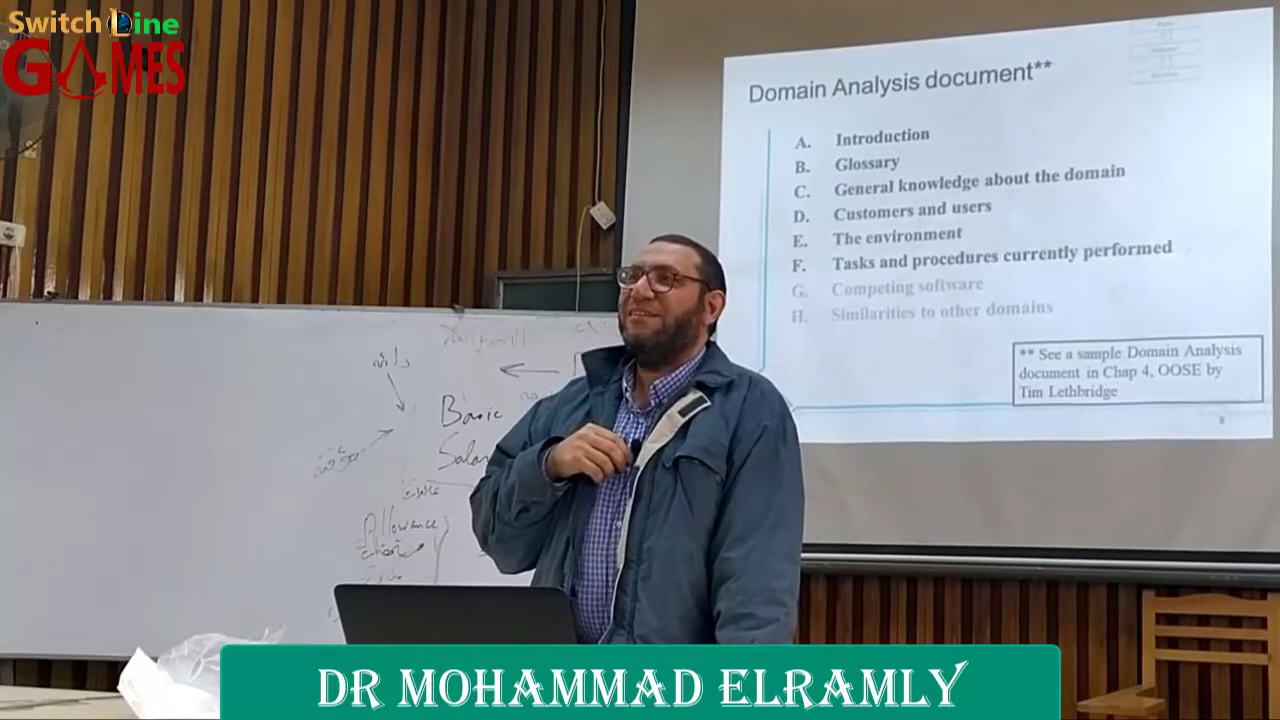 Switch Line
GAMES
Domain Analysis document**
A. Introduction
B. Glossary
C. General knowledge about the domain
D. Customers and users
E. The environment
F. Tasks and procedures currently performed
G. Competing software
H. Similarities to other domains
** See a sample Domain Analysis
document in Chap 4, OOSE by
Tim Lethbridge
8
Basic
علاوات
Allowance
DR MOHAMMAD ELRAMLY